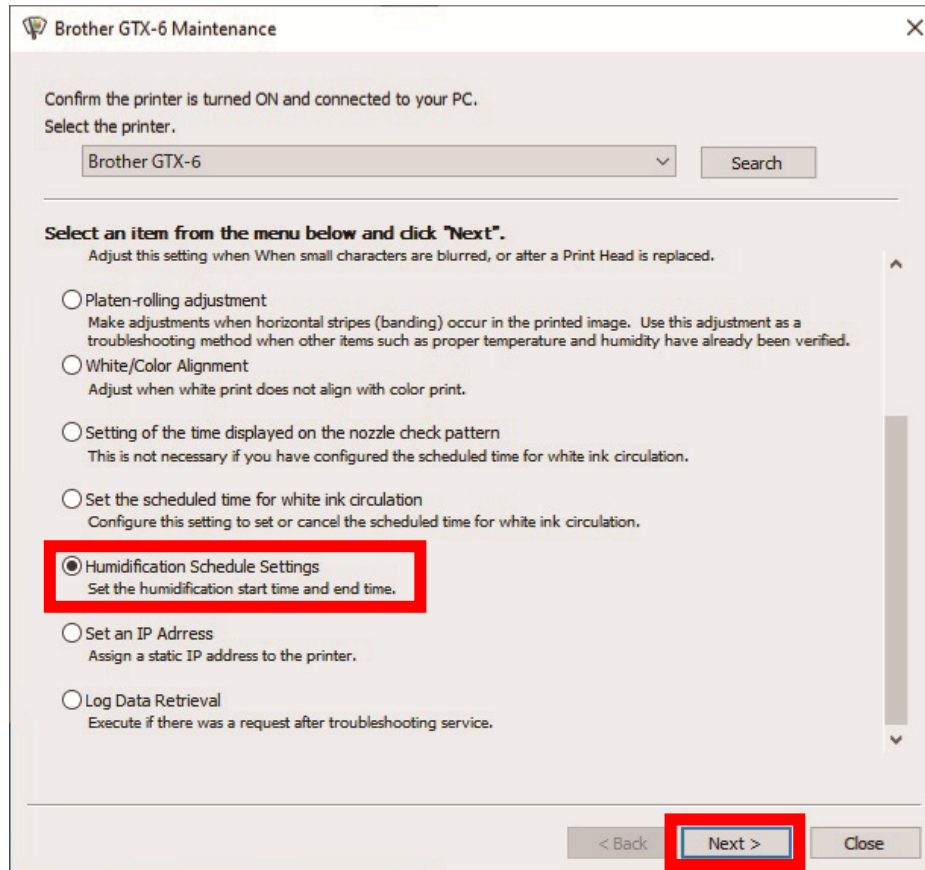 Brother GTX-6 Maintenance
Confirm the printer is turned ON and connected to your PC.
Select the printer.
Brother GTX-6
Search
Select an item from the menu below and click "Next".
Adjust this setting when When small characters are blurred, or after a Print Head is replaced.
Platen-rolling adjustment
Make adjustments when horizontal stripes (banding) occur in the printed image. Use this adjustment as a
troubleshooting method when other items such as proper temperature and humidity have already been verified.
White/Color Alignment
Adjust when white print does not align with color print.
Setting of the time displayed on the nozzle check pattern
This is not necessary if you have configured the scheduled time for white ink circulation.
Set the scheduled time for white ink circulation
Configure this setting to set or cancel the scheduled time for white ink circulation.
Humidification Schedule Settings
Set the humidification start time and end time.
Set an IP Adrress
Assign a static IP address to the printer.
Log Data Retrieval
Execute if there was a request after troubleshooting service.
< Back
Next >
Close